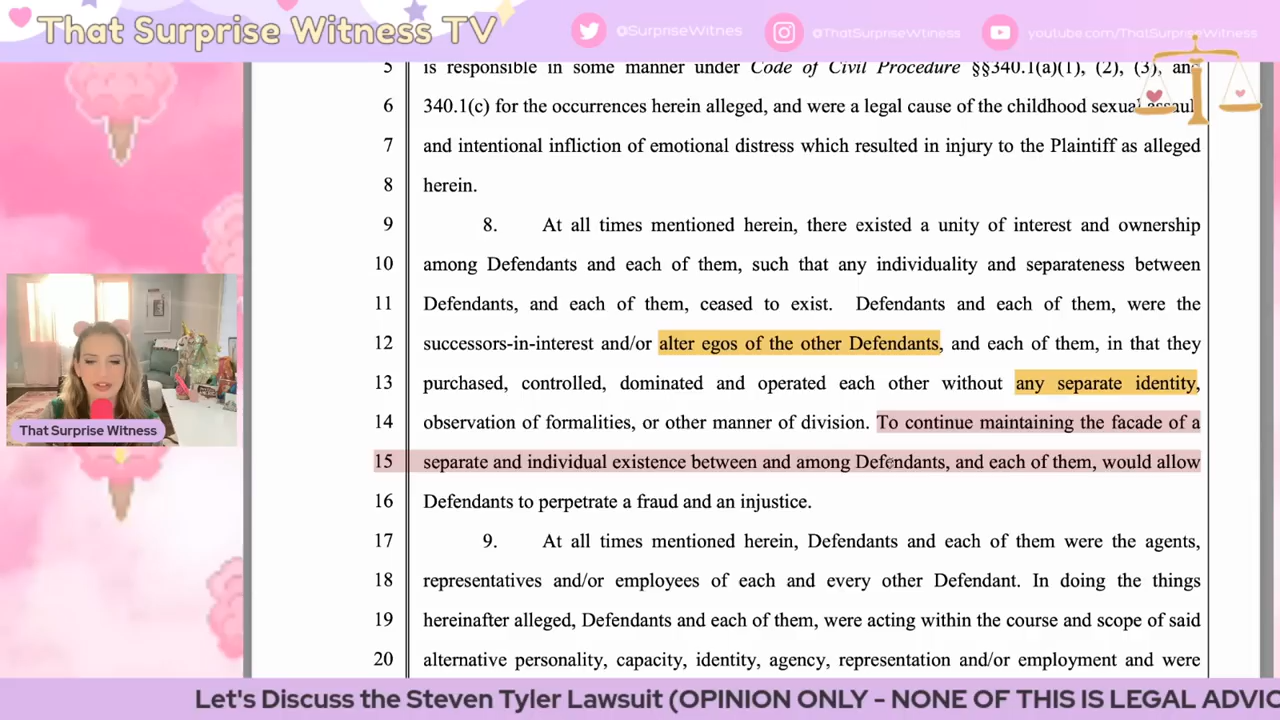 That Surprise Witness TV
@SurpriseWitnes
@ThatSurpriseWtiness
youtube.com/ThatSurpriseWitness
5 is responsible in some manner under Code of Civil Procedure §§340.1(a)(1), (2), (3), and
6 340.1(c) for the occurrences herein alleged, and were a legal cause of the childhood sexual assault
7 and intentional infliction of emotional distress which resulted in injury to the Plaintiff as alleged
8 herein.
9 8. At all times mentioned herein, there existed a unity of interest and ownership
10 among Defendants and each of them, such that any individuality and separateness between
11 Defendants, and each of them, ceased to exist. Defendants and each of them, were the
12 successors-in-interest and/or alter egos of the other Defendants, and each of them, in that they
13 purchased, controlled, dominated and operated each other without any separate identity,
14 observation of formalities, or other manner of division. To continue maintaining the facade of a
15 separate and individual existence between and among Defendants, and each of them, would allow
16 Defendants to perpetrate a fraud and an injustice.
17 9. At all times mentioned herein, Defendants and each of them were the agents,
18 representatives and/or employees of each and every other Defendant. In doing the things
19 hereinafter alleged, Defendants and each of them, were acting within the course and scope of said
20 alternative personality, capacity, identity, agency, representation and/or employment and were
That Surprise Witness
Let's Discuss the Steven Tyler Lawsuit (OPINION ONLY - NONE OF THIS IS LEGAL ADVIC